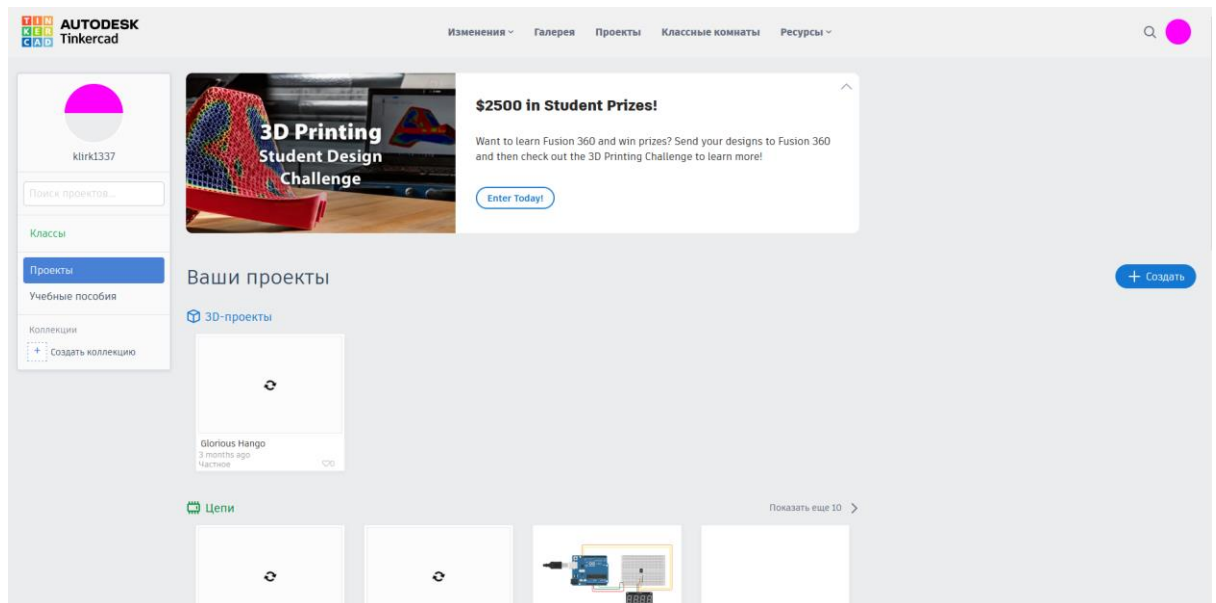 TIN
KER
CAD
AUTODESK
Tinkercad
Изменения
Галерея
Проекты
Классные комнаты
Ресурсы
klirk1337
Поиск проектов...
Классы
Проекты
Учебные пособия
Коллекции
+ Создать коллекцию
3D Printing
Student Design
Challenge
$2500 in Student Prizes!
Want to learn Fusion 360 and win prizes? Send your designs to Fusion 360
and then check out the 3D Printing Challenge to learn more!
Enter Today!
Ваши проекты
+ Создать
3D-проекты
Glorious Hango
3 months ago
Частное
0
Цепи
Показать еще 10